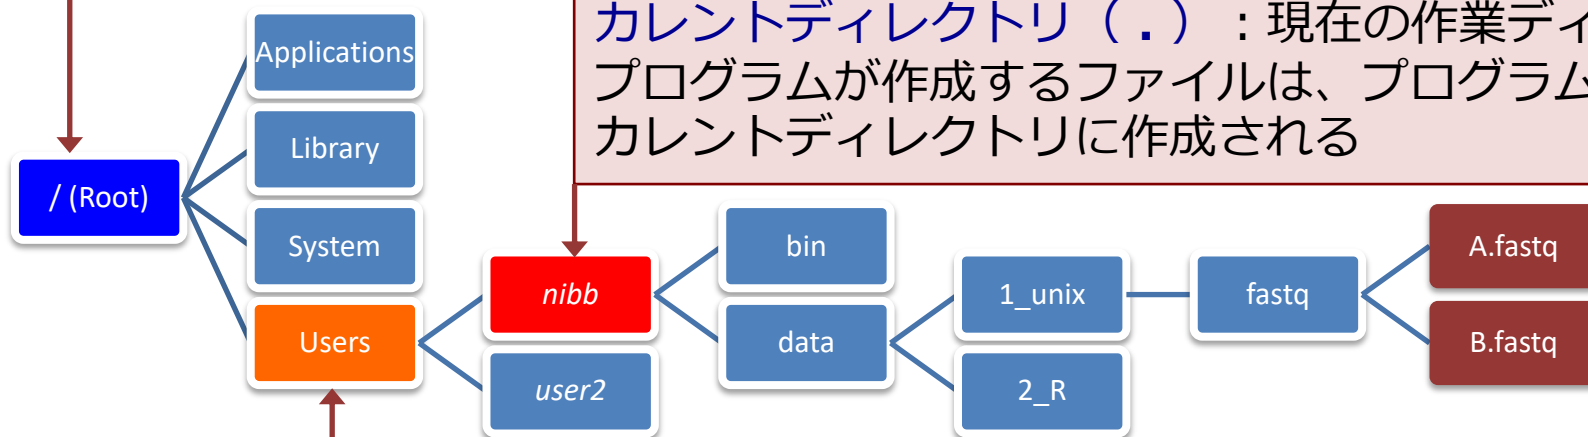 カレントディレクトリ（.）：現在の作業ディ
プログラムが作成するファイルは、プログラム
カレントディレクトリに作成される
/ (Root)
Applications
Library
System
Users
nibb
user2
bin
data
1_unix
2_R
fastq
A.fastq
B.fastq